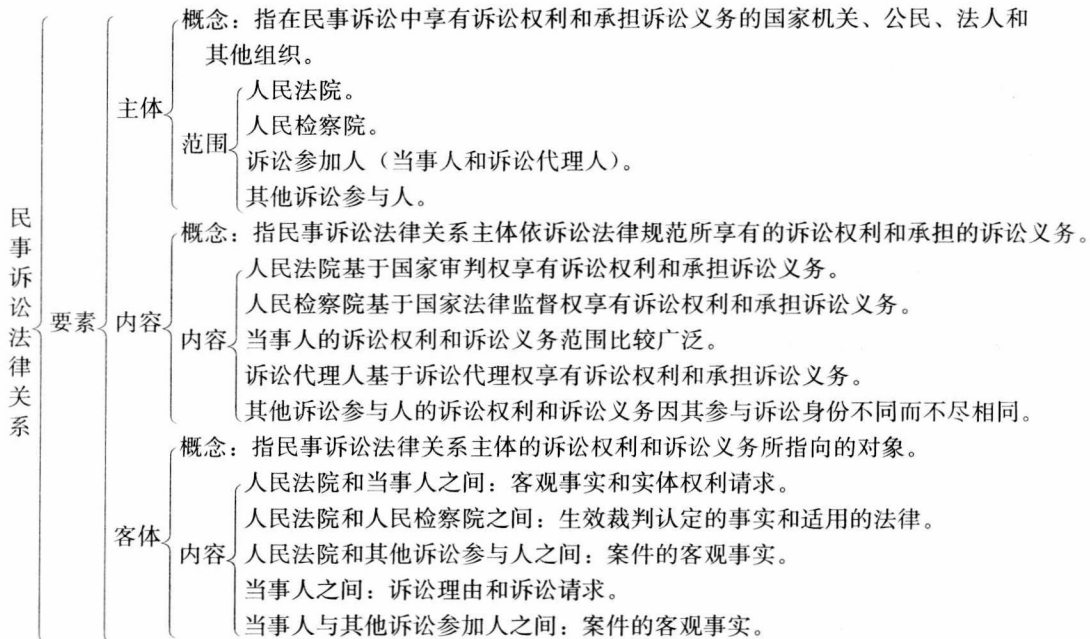 民事诉讼法律关系
要素
主体
概念：指在民事诉讼中享有诉讼权利和承担诉讼义务的国家机关、公民、法人和
其他组织。
范围
人民法院。
人民检察院。
诉讼参加人（当事人和诉讼代理人）。
其他诉讼参与人。
内容
概念：指民事诉讼法律关系主体依诉讼法律规范所享有的诉讼权利和承担的诉讼义务。
内容
人民法院基于国家审判权享有诉讼权利和承担诉讼义务。
人民检察院基于国家法律监督权享有诉讼权利和承担诉讼义务。
当事人的诉讼权利和诉讼义务范围比较广泛。
诉讼代理人基于诉讼代理权享有诉讼权利和承担诉讼义务。
其他诉讼参与人的诉讼权利和诉讼义务因其参与诉讼身份不同而不尽相同。
客体
概念：指民事诉讼法律关系主体的诉讼权利和诉讼义务所指向的对象。
内容
人民法院和当事人之间：客观事实和实体权利请求。
人民法院和人民检察院之间：生效裁判认定的事实和适用的法律。
人民法院和其他诉讼参与人之间：案件的客观事实。
当事人之间：诉讼理由和诉讼请求。
当事人与其他诉讼参加人之间：案件的客观事实。